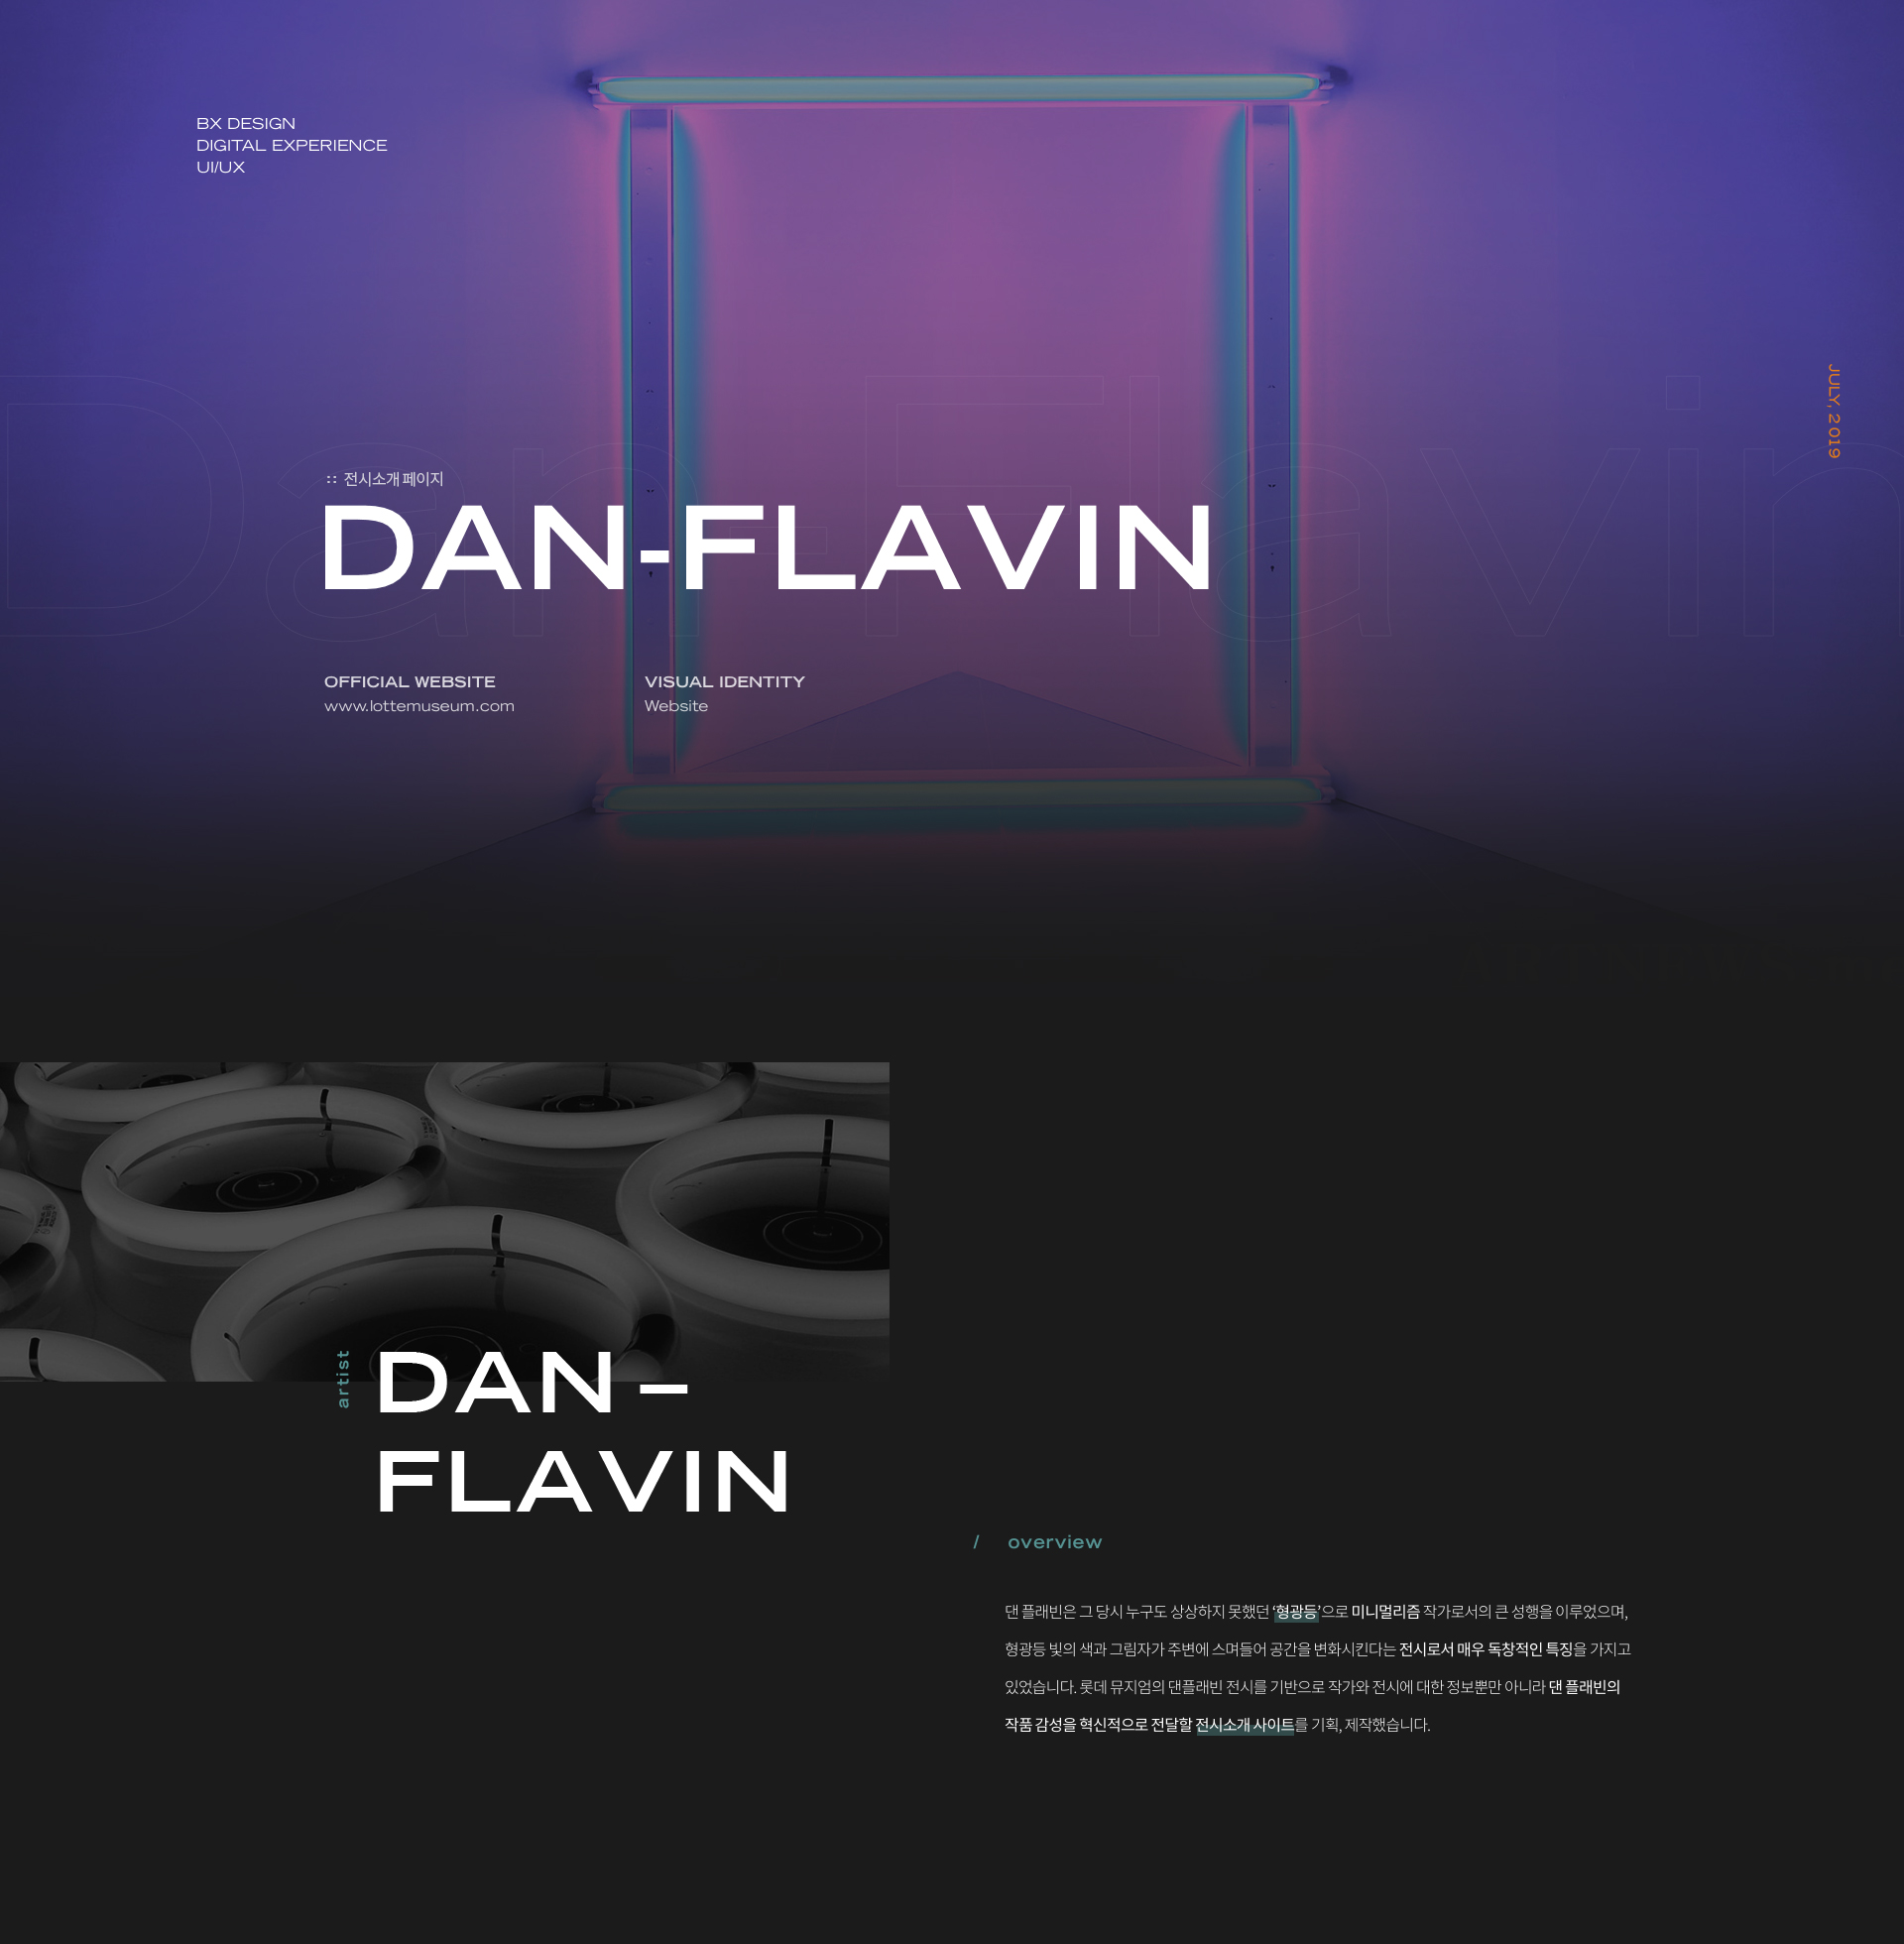 BX DESIGN
DIGITAL EXPERIENCE
UI/UX
JULY, 2019
Dan-Flavin
:: 전시소개 페이지
DAN-FLAVIN
OFFICIAL WEBSITE
www.lottemuseum.com
VISUAL IDENTITY
Website
artist
DAN –
FLAVIN
/ overview
댄 플래빈은 그 당시 누구도 상상하지 못했던 ‘형광등’으로 미니멀리즘 작가로서의 큰 성행을 이루었으며,
형광등 빛의 색과 그림자가 주변에 스며들어 공간을 변화시킨다는 전시로서 매우 독창적인 특징을 가지고
있었습니다. 롯데 뮤지엄의 댄플래빈 전시를 기반으로 작가와 전시에 대한 정보뿐만 아니라 댄 플래빈의
작품 감성을 혁신적으로 전달할 전시소개 사이트를 기획, 제작했습니다.